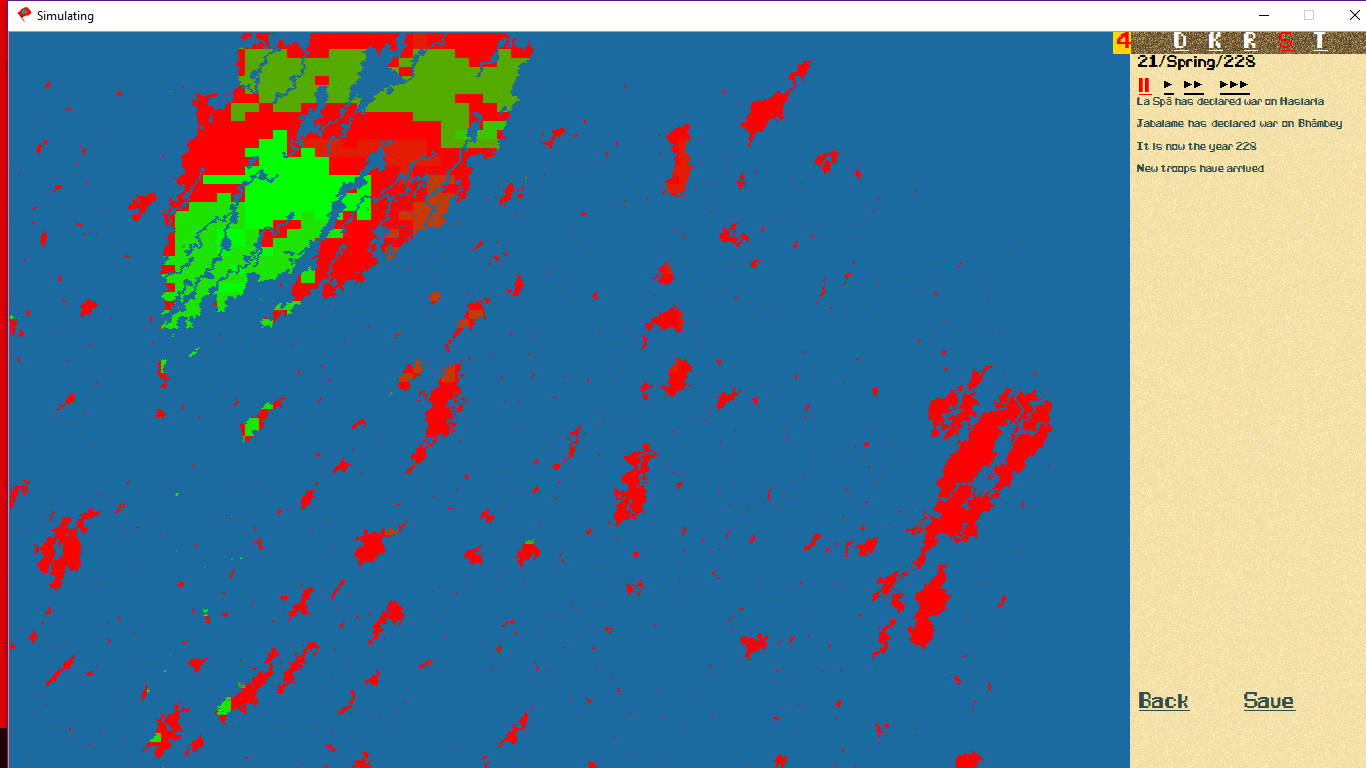 Simulating
4 D K R S T
21/Spring/228
La Spā has declared war on Hastaria
Jabalame has declared war on Bhāmbey
It is now the year 228
New troops have arrived
Back Save